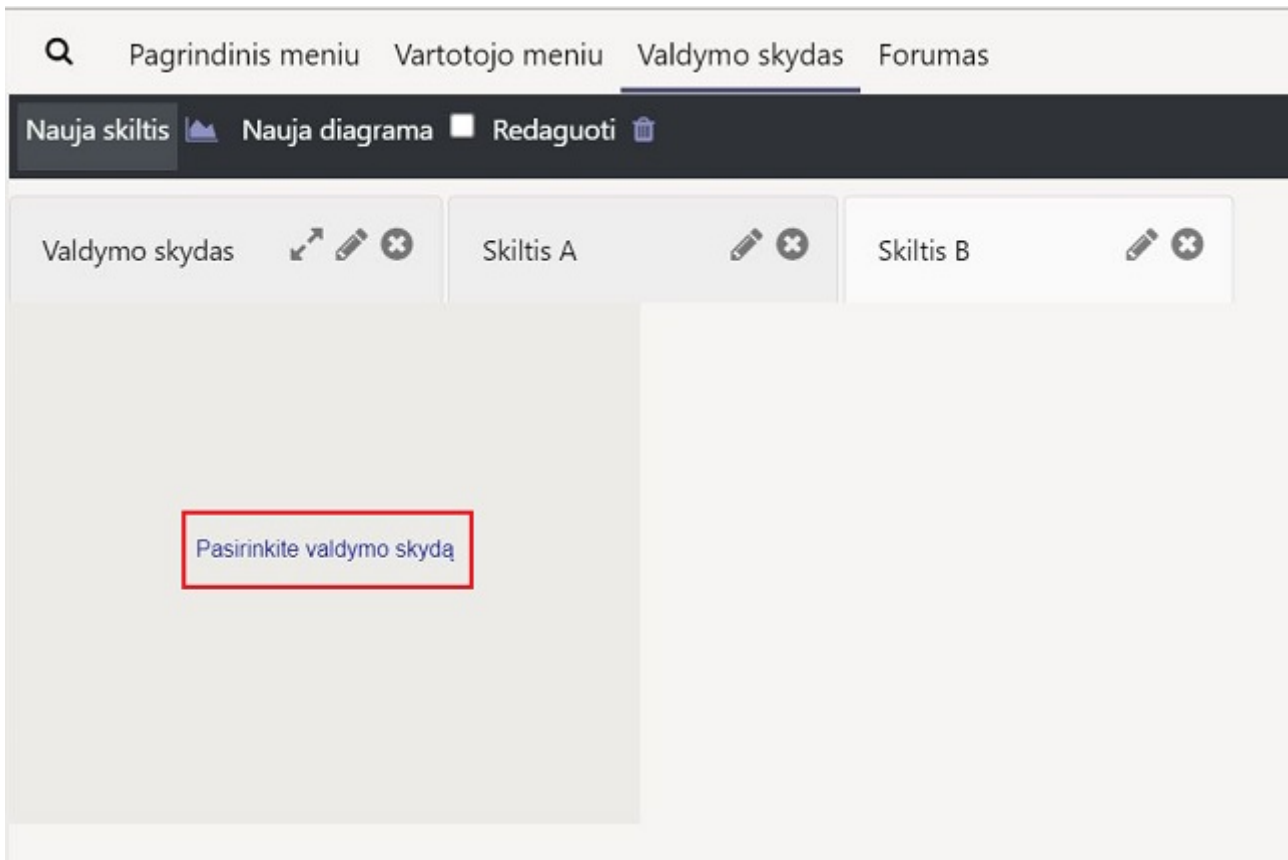 Pagrindinis meniu Vartotojo meniu Valdymo skydas Forumas
Nauja skiltis Nauja diagrama Redaguoti
Valdymo skydas Skiltis A Skiltis B
Pasirinkite valdymo skydą